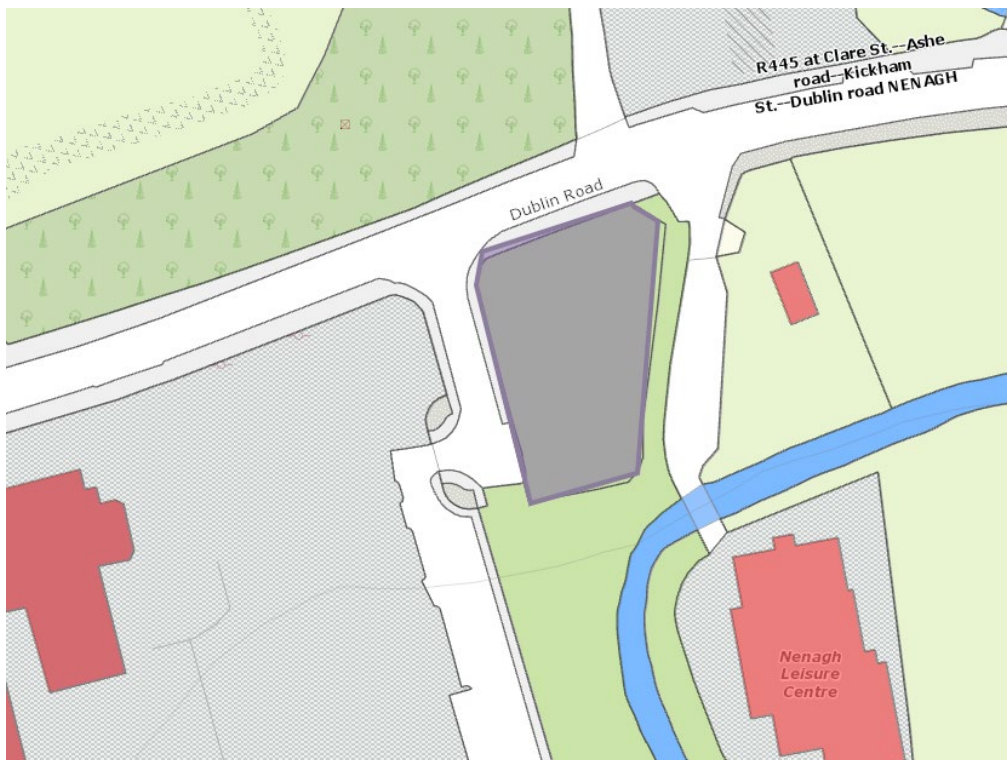 R445 at Clare St.--Ashe
road--Kickham
St.--Dublin road NENAGH
Dublin Road
Nenagh
Leisure
Centre